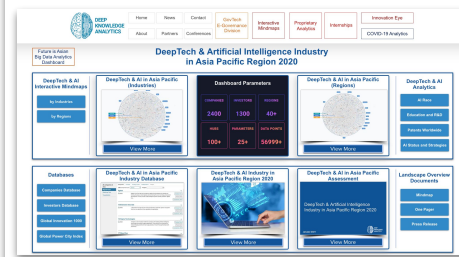 DEEP
KNOWLEDGE
ANALYTICS
Home
News
Contact
About
Partners
Conferences
GovTech
E-Governance
Division
Interactive
Mindmaps
Proprietary
Analytics
Internships
Innovation Eye
COVID-19 Analytics
Future is Asian
Big Data Analytics
Dashboard
DeepTech & Artificial Intelligence Industry
in Asia Pacific Region 2020
DeepTech & AI
Interactive Mindmaps
by Industries
by Regions
DeepTech & AI in Asia Pacific
(Industries)
View More
Dashboard Parameters
COMPANIES
INVESTORS
SECTORS
2400
1300
40+
HUBS
PARAMETERS
DATA POINTS
100+
25+
56999+
DeepTech & AI in Asia Pacific
(Regions)
View More
DeepTech & AI
Analytics
AI Race
Education and R&D
Patents Worldwide
AI Status and Strategies
Databases
Companies Database
Investors Database
Global Innovation 1000
Global Power City Index
DeepTech & AI in Asia Pacific
Industry Database
View More
DeepTech & AI Industry in
Asia Pacific Region 2020
View More
DeepTech & AI in Asia Pacific
Assessment
DeepTech & Artificial Intelligence
Industry in Asia Pacific Region 2020
View More
Landscape Overview
Documents
Mindmap
One Pager
Press Release